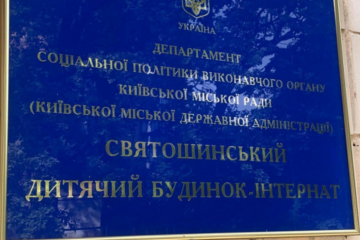 УКРАЇНА
ДЕПАРТАМЕНТ
СОЦІАЛЬНОЇ ПОЛІТИКИ ВИКОНАВЧОГО ОРГАНУ
КИЇВСЬКОЇ МІСЬКОЇ РАДИ
(КИЇВСЬКОЇ МІСЬКОЇ ДЕРЖАВНОЇ АДМІНІСТРАЦІЇ)
СВЯТОШИНСЬКИЙ
ДИТЯЧИЙ БУДИНОК-ІНТЕРНАТ